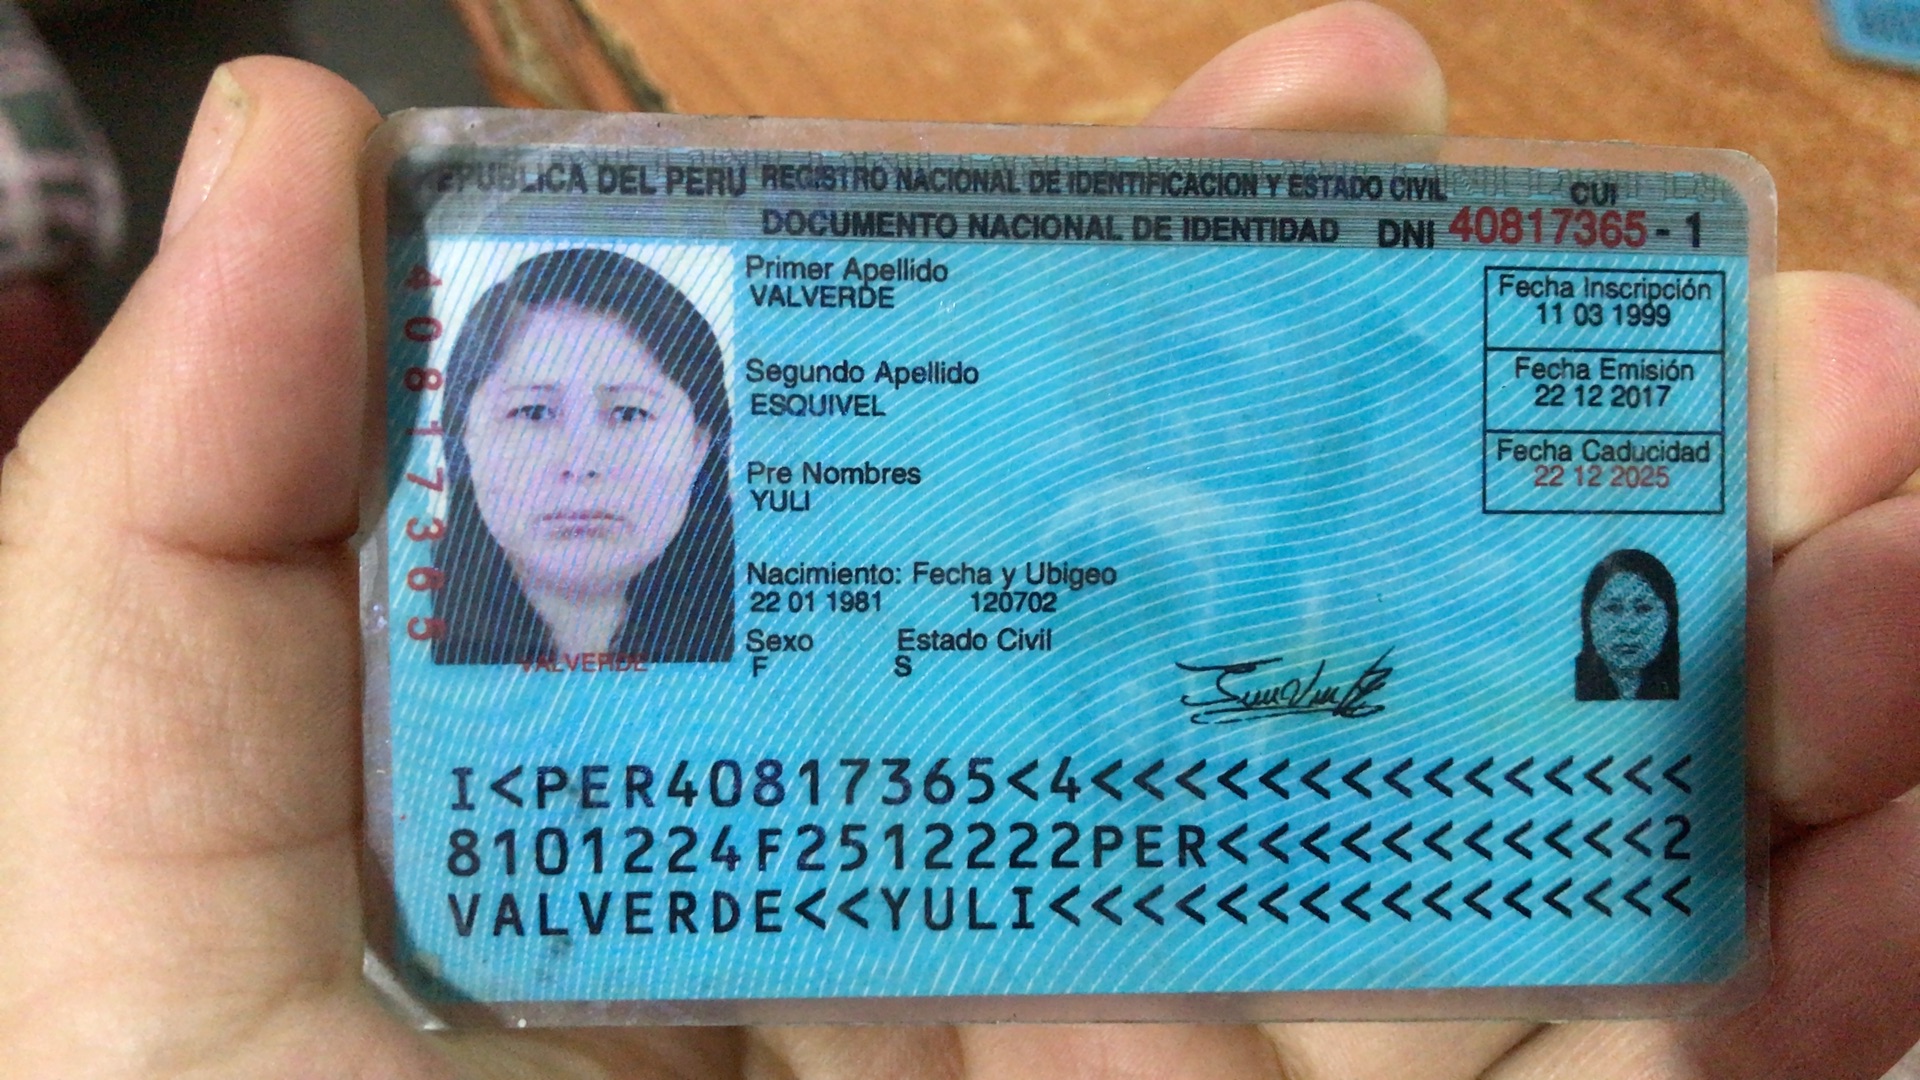 REPUBLICA DEL PERU REGISTRO NACIONAL DE IDENTIFICACION Y ESTADO CIVIL CUI
DOCUMENTO NACIONAL DE IDENTIDAD DNI 40817365 - 1
40817365
VALVERDE
Primer Apellido
VALVERDE
Segundo Apellido
ESQUIVEL
Pre Nombres
YULI
Nacimiento: Fecha y Ubigeo
22 01 1981 120702
Sexo Estado Civil
F S
Fecha Inscripción
11 03 1999
Fecha Emisión
22 12 2017
Fecha Caducidad
22 12 2025
I<PER40817365<4<<<<<<<<<<<<<<<
8101224F2512222PER<<<<<<<<<<<2
VALVERDE<<YULI<<<<<<<<<<<<<<<<